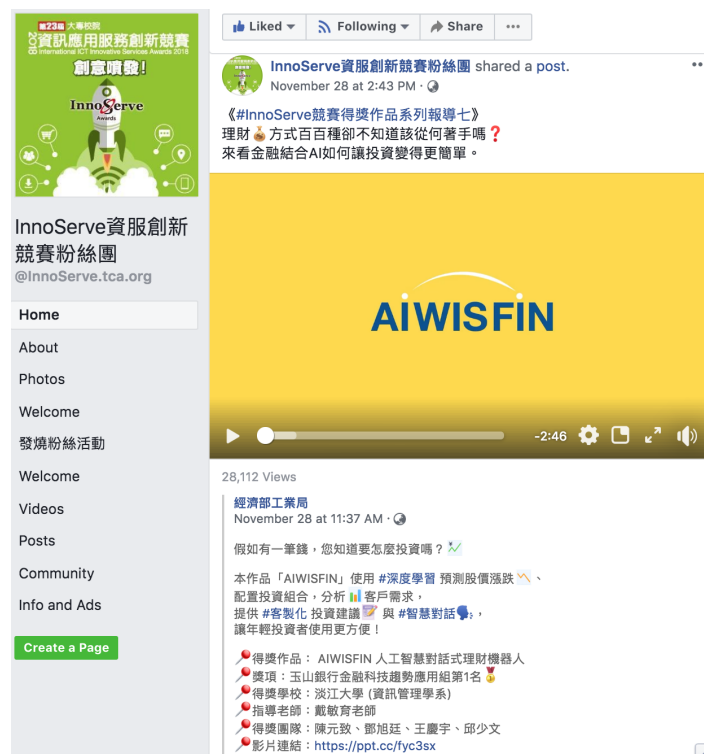 第23屆 大專校院
2018
資訊應用服務創新競賽
International ICT Innovative Services Awards 2018
創意噴發!
InnoServe
Awards
InnoServe資服創新
競賽粉絲團
@InnoServe.tca.org
Home
About
Photos
Welcome
發燒粉絲活動
Welcome
Videos
Posts
Community
Info and Ads
Create a Page
Liked
Following
Share
InnoServe資服創新競賽粉絲團 shared a post.
November 28 at 2:43 PM ·
《#InnoServe競賽得獎作品系列報導七》
理財💰方式百百種卻不知道該從何著手嗎❓
來看金融結合AI如何讓投資變得更簡單。
AIWISFIN
-2:46
28,112 Views
經濟部工業局
November 28 at 11:37 AM ·
假如有一筆錢,您知道要怎麼投資嗎?💹
本作品「AIWISFIN」使用 #深度學習 預測股價漲跌📉、
配置投資組合,分析📊客戶需求,
提供 #客製化 投資建議📝 與 #智慧對話🗣,
讓年輕投資者使用更方便!
📍得獎作品: AIWISFIN 人工智慧對話式理財機器人
📍獎項:玉山銀行金融科技趨勢應用組第1名🥇
📍得獎學校:淡江大學 (資訊管理學系)
📍指導老師:戴敏育老師
📍得獎團隊:陳元致、鄧旭廷、王慶宇、邱少文
📍影片連結:https://ppt.cc/fyc3sx